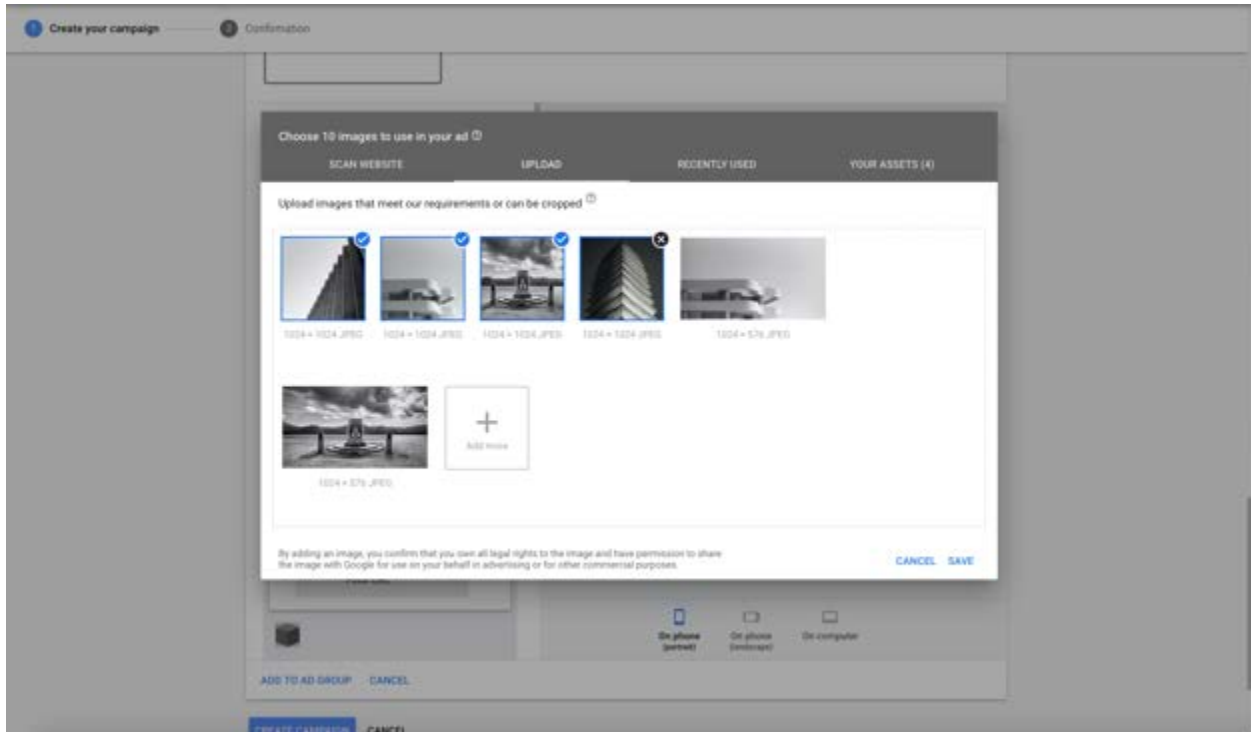 1 Create your campaign 2 Confirmation
Choose 10 images to use in your ad
SCAN WEBSITE UPLOAD RECENTLY USED YOUR ASSETS (4)
Upload images that meet our requirements or can be cropped
1024 × 1024 JPEG 1024 × 1024 JPEG 1024 × 1024 JPEG 1024 × 1024 JPEG 1024 × 576 JPEG
Add more
1024 × 576 JPEG
By adding an image, you confirm that you own all legal rights to the image and have permission to share
the image with Google for use on your behalf in advertising or for other commercial purposes.
CANCEL SAVE
On phone On phone On computer
(portrait) (landscape)
ADD TO AD GROUP CANCEL
CREATE CAMPAIGN CANCEL